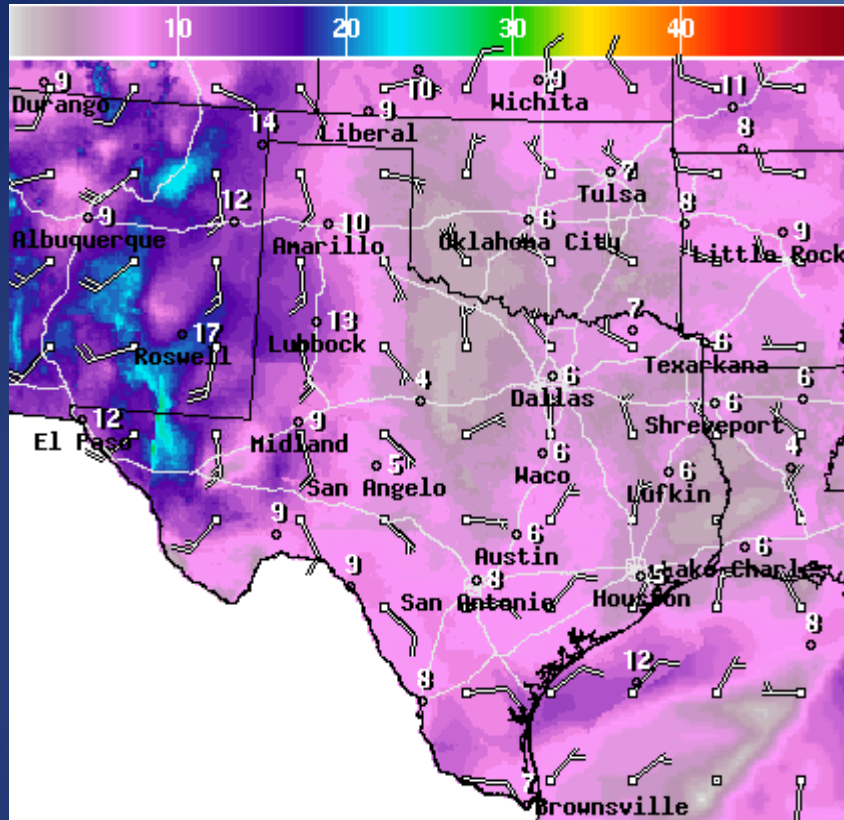 10 20 30 40
9 10 9
Durango 9 Wichita 11
14 Liberal 8
7
Tulsa
9 12 10 6 8 9
Albuquerque Amarillo Oklahoma City Little Rock
17 13 7
Roswell Lubbock 6
Texarkana
4 6 6
Dallas 6
12 9 Shreveport
El Paso Midland 6 4
5 Waco 6
San Angelo Lufkin
9 6 6
Austin
9 8 5 Lake Charles
San Antonio Houston
8
8 12
7
Brownsville